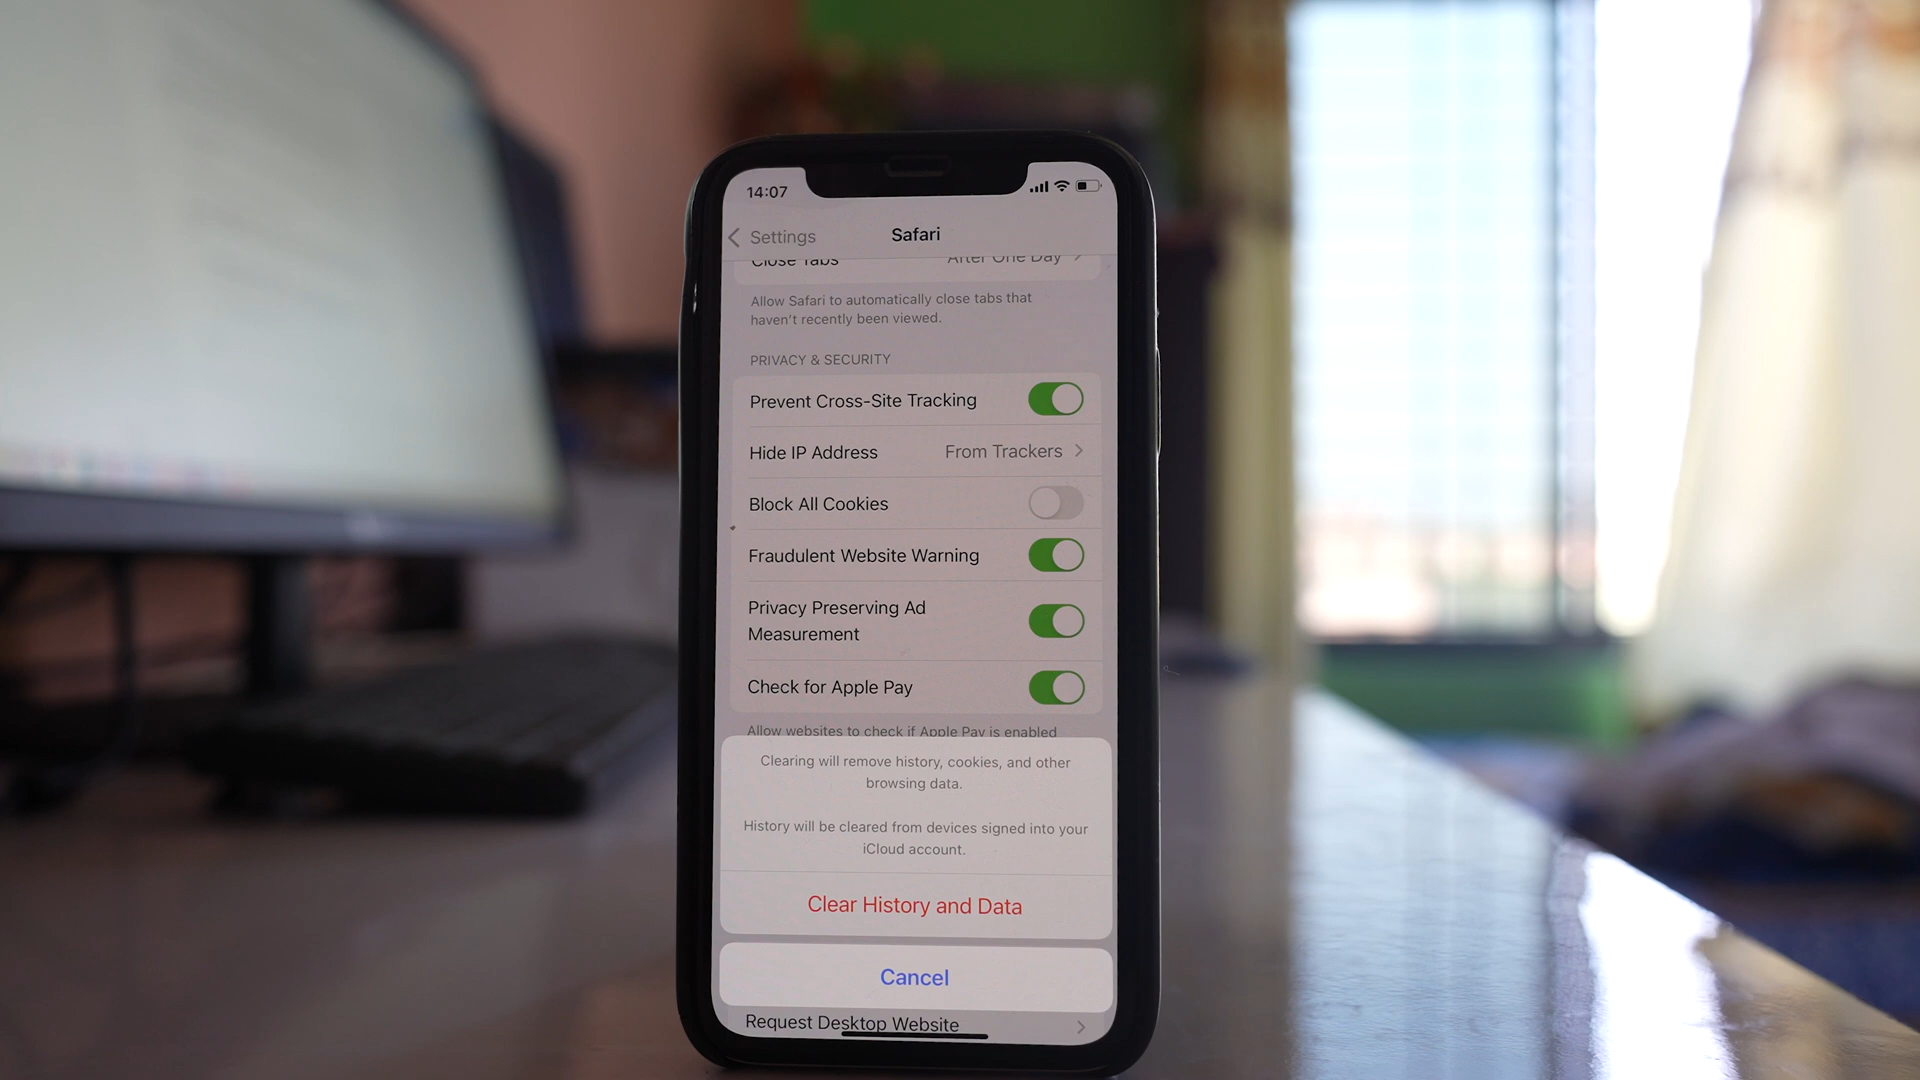 14:07
Settings
Safari
Close Tabs After One Day
Allow Safari to automatically close tabs that
haven't recently been viewed.
PRIVACY & SECURITY
Prevent Cross-Site Tracking
Hide IP Address From Trackers
Block All Cookies
Fraudulent Website Warning
Privacy Preserving Ad
Measurement
Check for Apple Pay
Allow websites to check if Apple Pay is enabled
Clearing will remove history, cookies, and other
browsing data.
History will be cleared from devices signed into your
iCloud account.
Clear History and Data
Cancel
Request Desktop Website